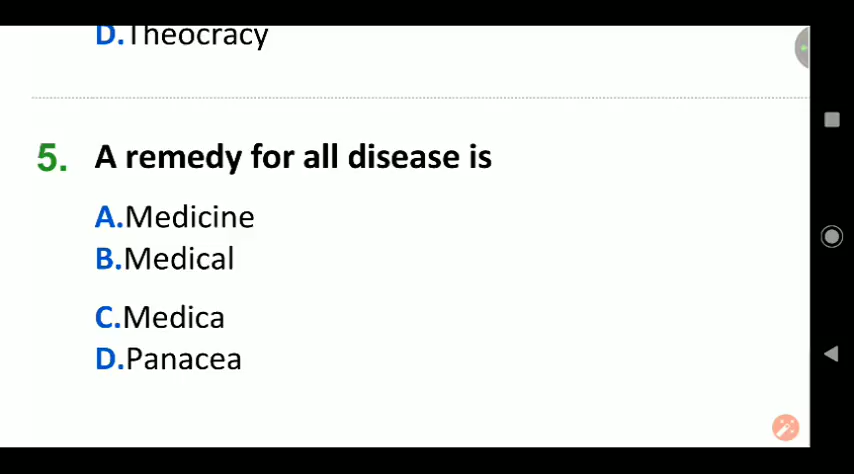 D.Theocracy
5. A remedy for all disease is
A.Medicine
B.Medical
C.Medica
D.Panacea